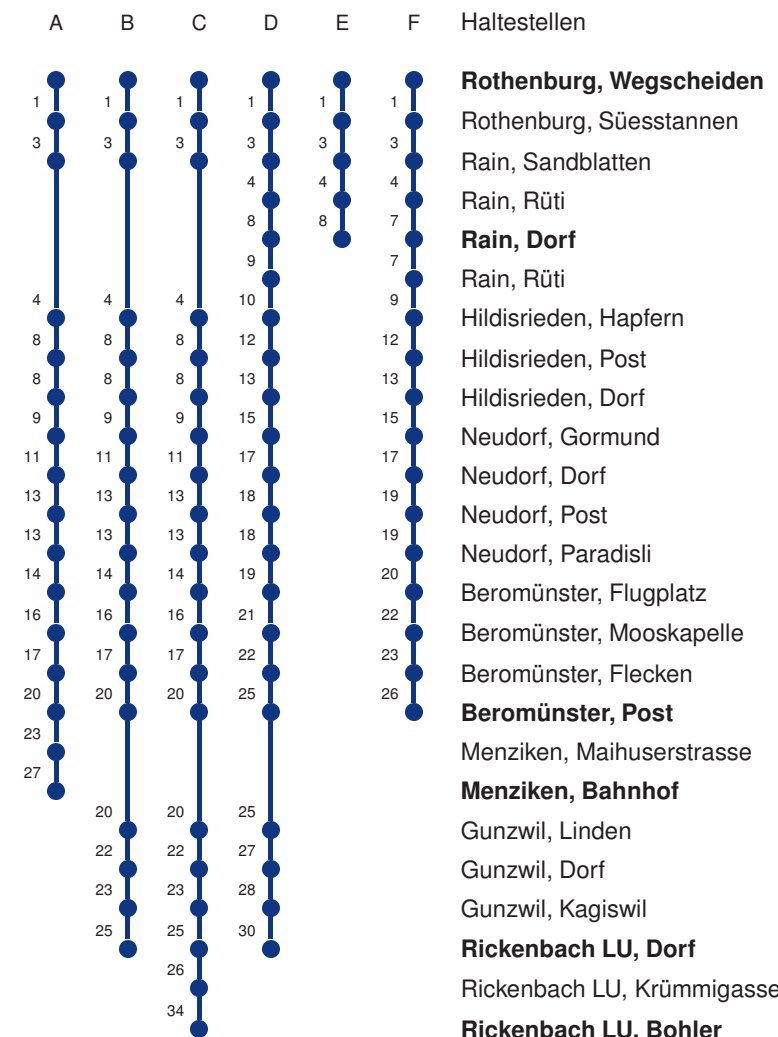 A B C D E F Haltestellen
Rothenburg, Wegscheiden
1 1 1 1 1 1
Rothenburg, Süesstannen
3 3 3 3 3 3
Rain, Sandblatten
4 4 4
Rain, Rüti
8 8 7
Rain, Dorf
9 7
Rain, Rüti
4 4 4 10 9
Hildisrieden, Hapfern
8 8 8 12 12
Hildisrieden, Post
8 8 8 13 13
Hildisrieden, Dorf
9 9 9 15 15
Neudorf, Gormund
11 11 11 17 17
Neudorf, Dorf
13 13 13 18 19
Neudorf, Post
13 13 13 18 19
Neudorf, Paradisli
14 14 14 19 20
Beromünster, Flugplatz
16 16 16 21 22
Beromünster, Mooskapelle
17 17 17 22 23
Beromünster, Flecken
20 20 20 25 26
Beromünster, Post
23
Menziken, Maihuserstrasse
27
Menziken, Bahnhof
20 20 25
Gunzwil, Linden
22 22 27
Gunzwil, Dorf
23 23 28
Gunzwil, Kagiswil
25 25 30
Rickenbach LU, Dorf
26
Rickenbach LU, Krümmigasse
34
Rickenbach LU, Bohler